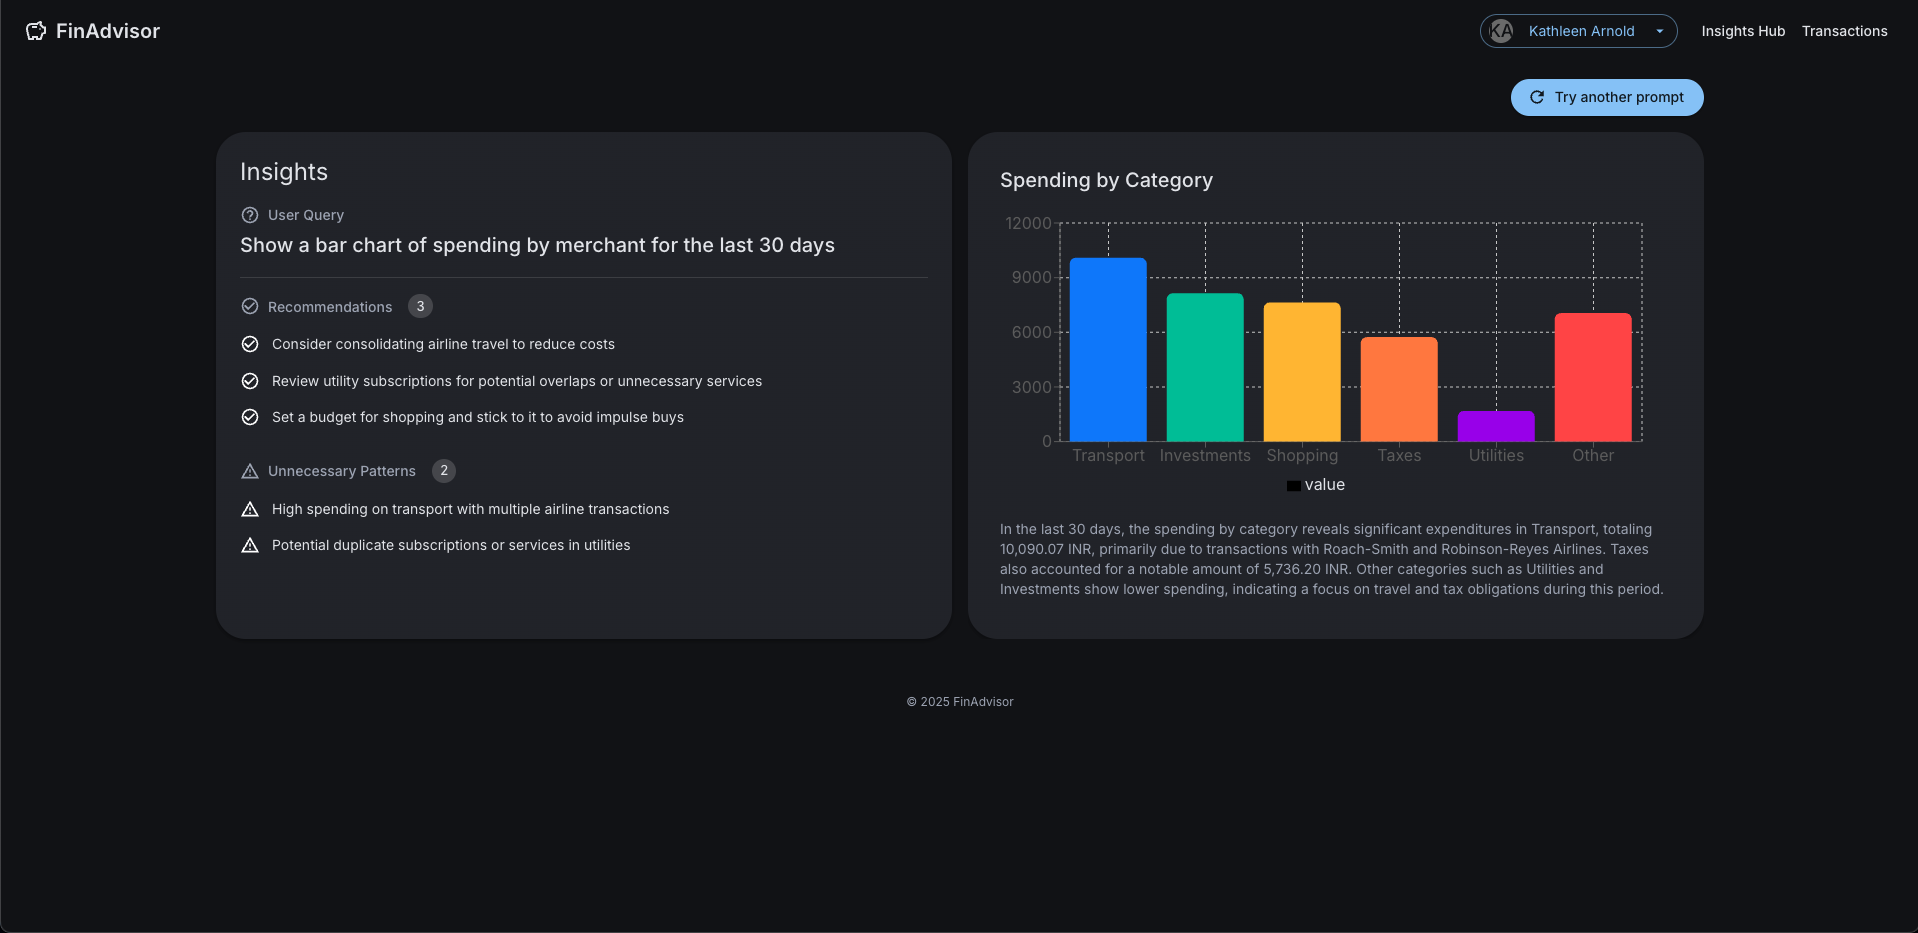 FinAdvisor
KA Kathleen Arnold
Insights Hub
Transactions
Try another prompt
Insights
User Query
Show a bar chart of spending by merchant for the last 30 days
Recommendations 3
Consider consolidating airline travel to reduce costs
Review utility subscriptions for potential overlaps or unnecessary services
Set a budget for shopping and stick to it to avoid impulse buys
Unnecessary Patterns 2
High spending on transport with multiple airline transactions
Potential duplicate subscriptions or services in utilities
Spending by Category
12000
9000
6000
3000
0
Transport Investments Shopping Taxes Utilities Other
value
In the last 30 days, the spending by category reveals significant expenditures in Transport, totaling
10,090.07 INR, primarily due to transactions with Roach-Smith and Robinson-Reyes Airlines. Taxes
also accounted for a notable amount of 5,736.20 INR. Other categories such as Utilities and
Investments show lower spending, indicating a focus on travel and tax obligations during this period.
© 2025 FinAdvisor